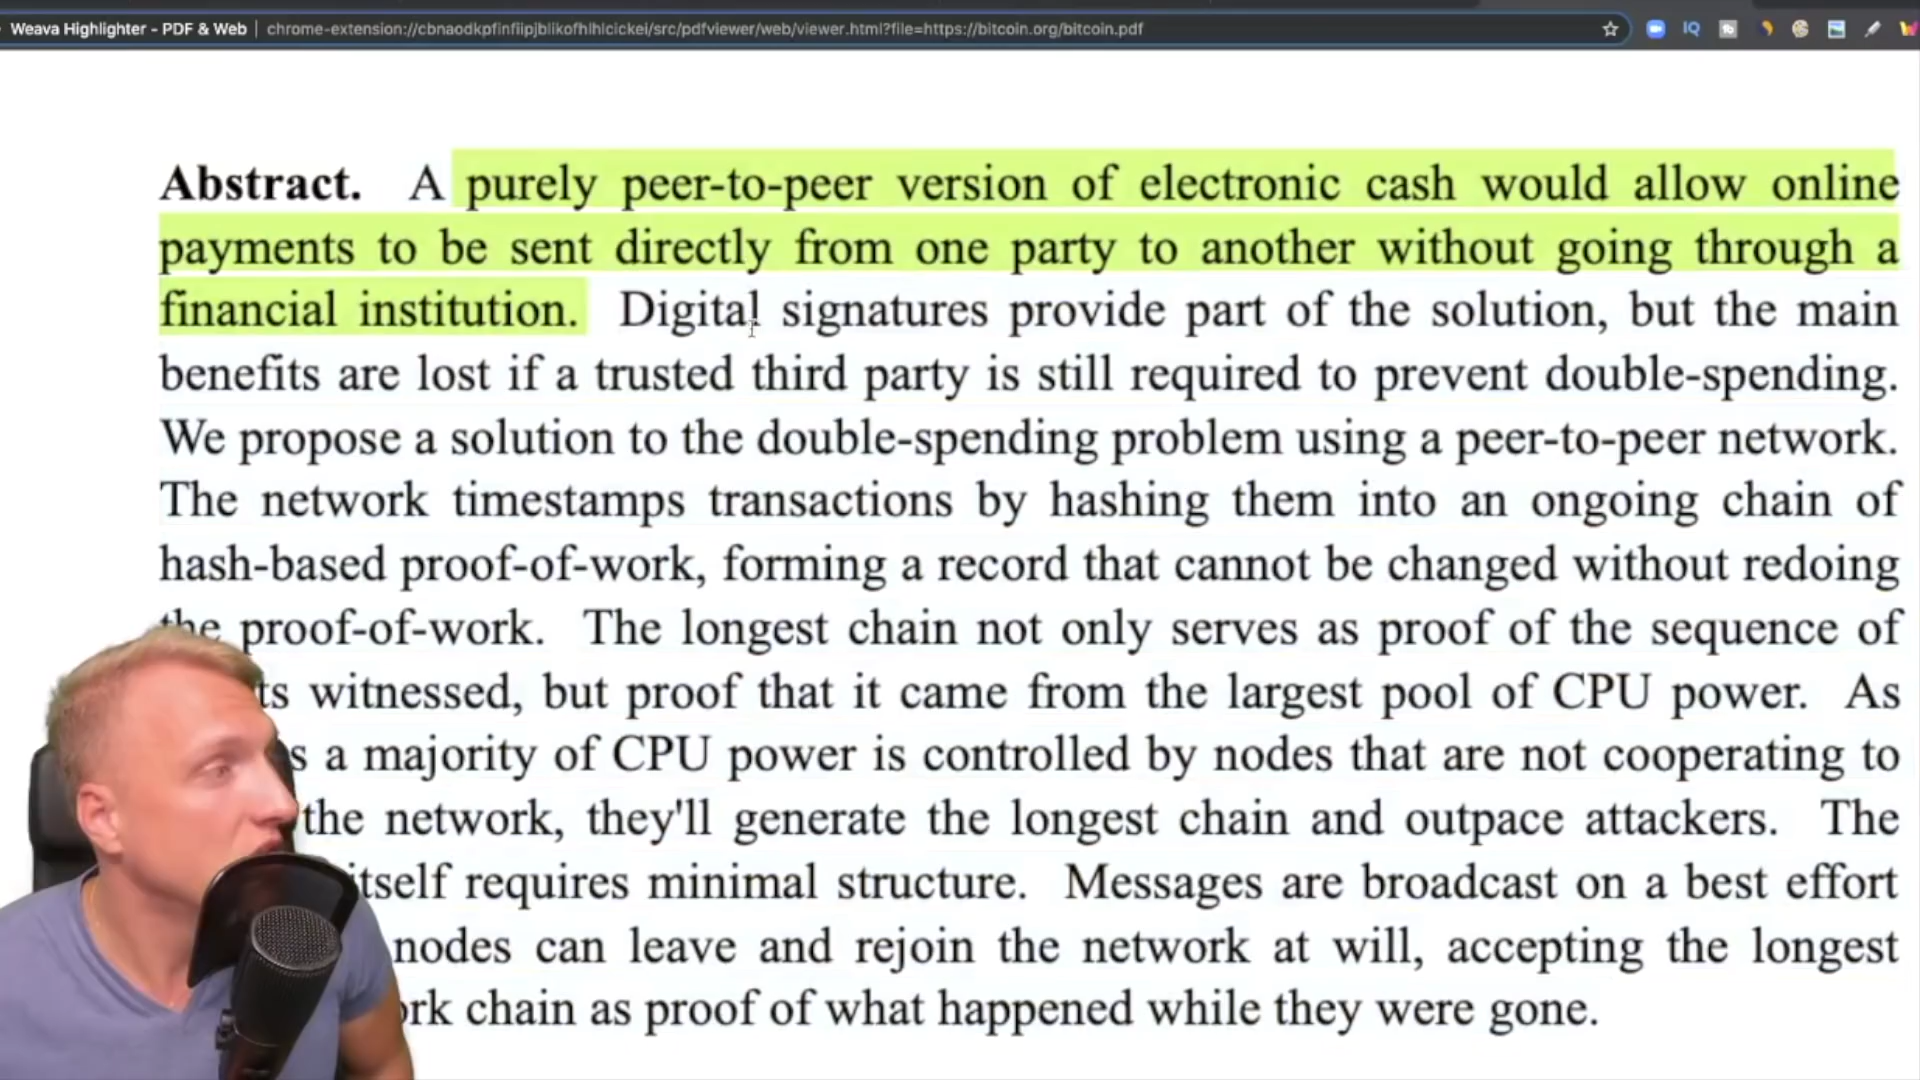 Weava Highlighter - PDF & Web chrome-extension://cbnaodkpfinfiipjblikofhlhlcickei/src/pdfviewer/web/viewer.html?file=https://bitcoin.org/bitcoin.pdf
Abstract. A purely peer-to-peer version of electronic cash would allow online
payments to be sent directly from one party to another without going through a
financial institution. Digital signatures provide part of the solution, but the main
benefits are lost if a trusted third party is still required to prevent double-spending.
We propose a solution to the double-spending problem using a peer-to-peer network.
The network timestamps transactions by hashing them into an ongoing chain of
hash-based proof-of-work, forming a record that cannot be changed without redoing
the proof-of-work. The longest chain not only serves as proof of the sequence of
ts witnessed, but proof that it came from the largest pool of CPU power. As
s a majority of CPU power is controlled by nodes that are not cooperating to
the network, they'll generate the longest chain and outpace attackers. The
itself requires minimal structure. Messages are broadcast on a best effort
nodes can leave and rejoin the network at will, accepting the longest
ork chain as proof of what happened while they were gone.